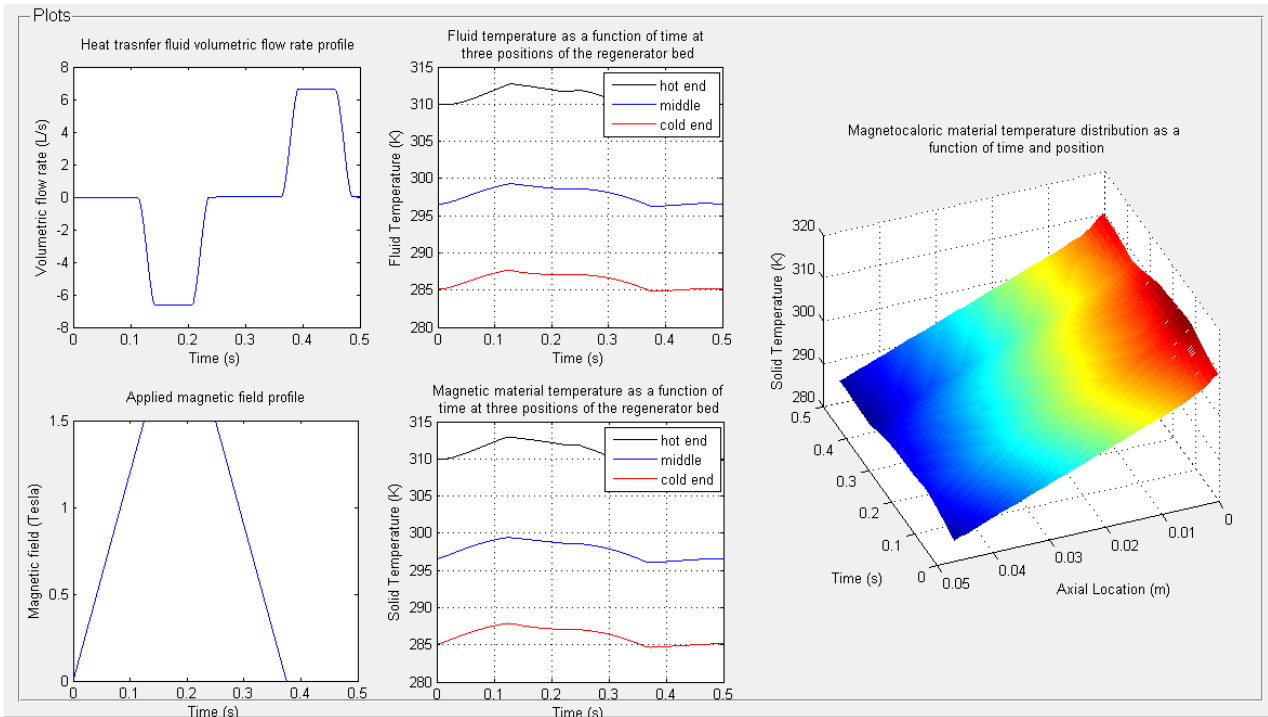 Plots
Heat trasnfer fluid volumetric flow rate profile
8
6
4
2
0
-2
-4
-6
-8
Volumetric flow rate (L/s)
0 0.1 0.2 0.3 0.4 0.5
Time (s)
Fluid temperature as a function of time at
three positions of the regenerator bed
315
310
305
300
295
290
285
280
Fluid Temperature (K)
hot end
middle
cold end
0 0.1 0.2 0.3 0.4 0.5
Time (s)
Applied magnetic field profile
1.5
1
0.5
0
Magnetic field (Tesla)
0 0.1 0.2 0.3 0.4 0.5
Time (s)
Magnetic material temperature as a function of
time at three positions of the regenerator bed
315
310
305
300
295
290
285
280
Solid Temperature (K)
hot end
middle
cold end
0 0.1 0.2 0.3 0.4 0.5
Time (s)
Magnetocaloric material temperature distribution as a
function of time and position
320
310
300
290
280
Solid Temperature (K)
0.5
0.4
0.3
0.2
0.1
0
Time (s)
0.05
0.04
0.03
0.02
0.01
0
Axial Location (m)